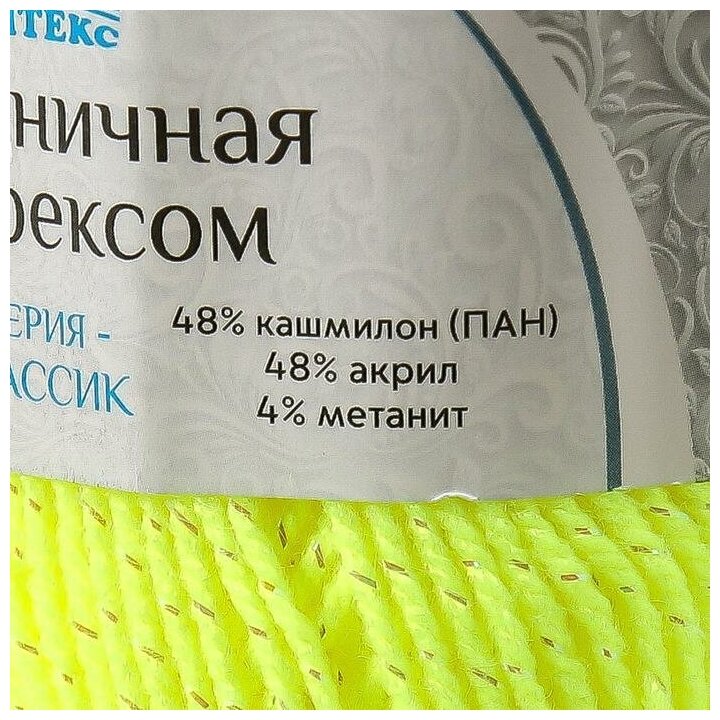 ТЕКС
ничная
рексом
ЕРИЯ -
АССИК
48% кашмилон (ПАН)
48% акрил
4% метанит